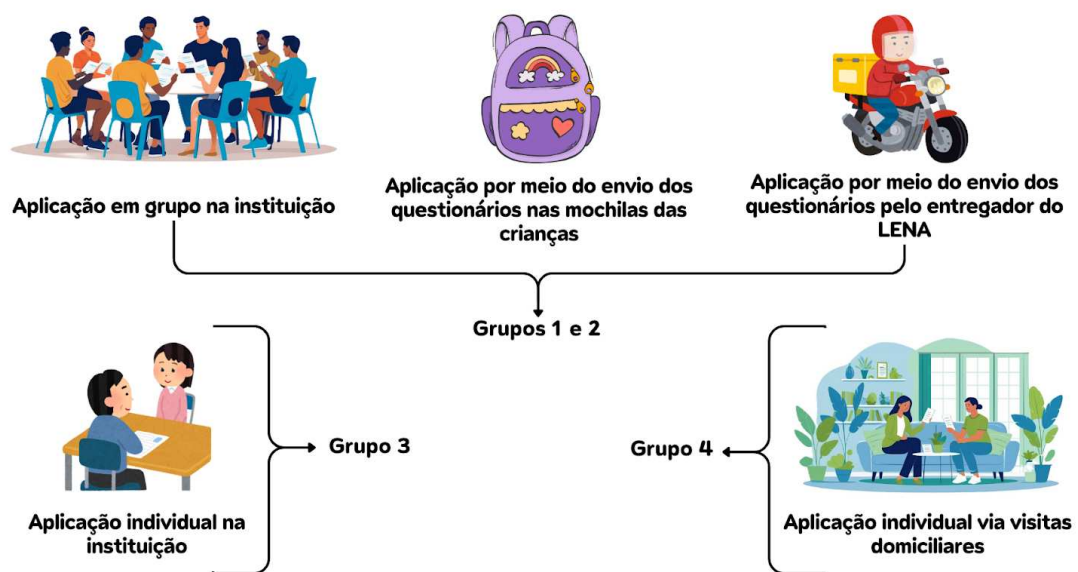 Aplicação em grupo na instituição
Aplicação por meio do envio dos
questionários nas mochilas das
crianças
Aplicação por meio do envio dos
questionários pelo entregador do
LENA
Grupos 1 e 2
Grupo 3
Grupo 4
Aplicação individual na
instituição
Aplicação individual via visitas
domiciliares